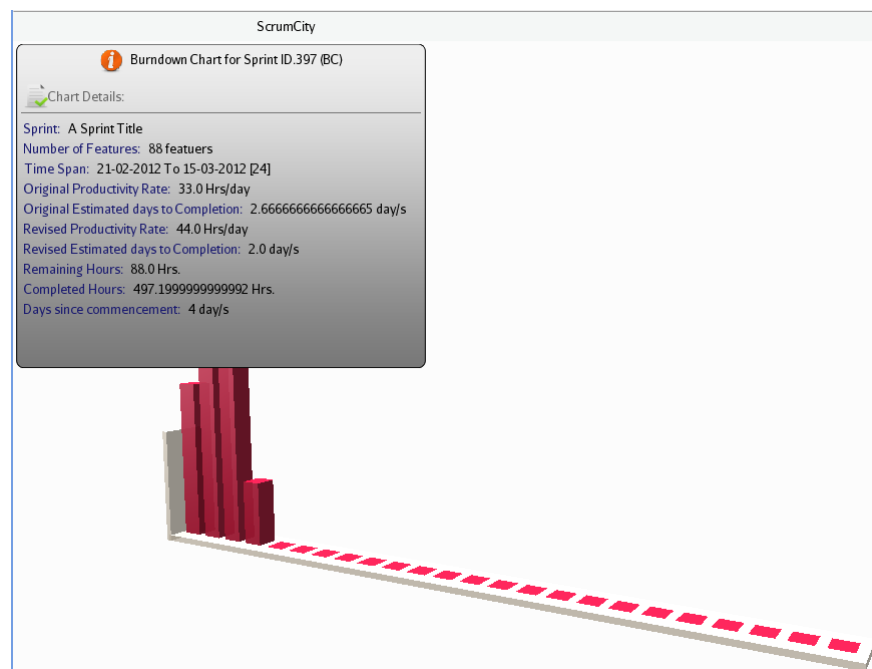 ScrumCity
Burndown Chart for Sprint ID.397 (BC)
Chart Details:
Sprint: A Sprint Title
Number of Features: 88 featuers
Time Span: 21-02-2012 To 15-03-2012 [24]
Original Productivity Rate: 33.0 Hrs/day
Original Estimated days to Completion: 2.6666666666666665 day/s
Revised Productivity Rate: 44.0 Hrs/day
Revised Estimated days to Completion: 2.0 day/s
Remaining Hours: 88.0 Hrs.
Completed Hours: 497.1999999999992 Hrs.
Days since commencement: 4 day/s